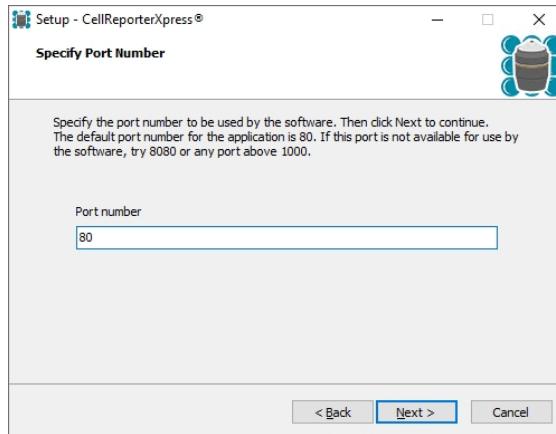 Setup - CellReporterXpress®
Specify Port Number
Specify the port number to be used by the software. Then click Next to continue.
The default port number for the application is 80. If this port is not available for use by
the software, try 8080 or any port above 1000.
Port number
80
< Back
Next >
Cancel